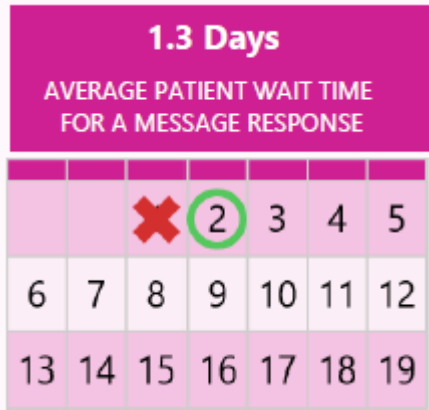 1.3 Days
AVERAGE PATIENT WAIT TIME
FOR A MESSAGE RESPONSE
2 3 4 5
6 7 8 9 10 11 12
13 14 15 16 17 18 19